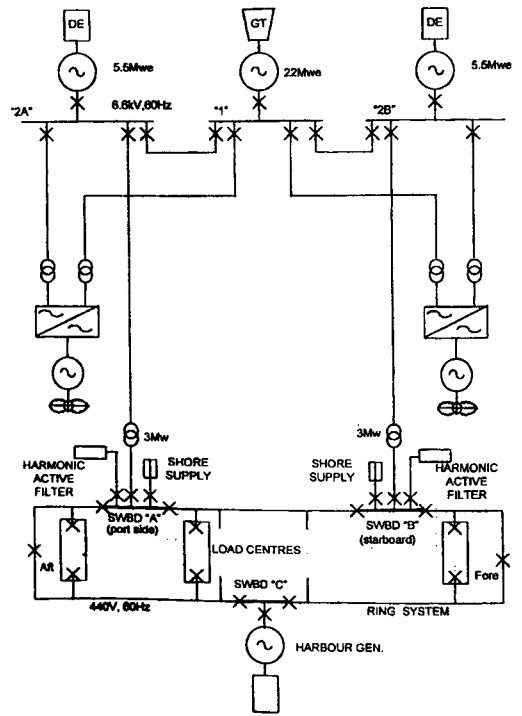 DE
GT
DE
5.5Mwe
22Mwe
5.5Mwe
"2A"
6.6kV,60Hz
"1"
"2B"
3Mw
3Mw
HARMONIC
ACTIVE
FILTER
SHORE
SUPPLY
SHORE
SUPPLY
HARMONIC
ACTIVE
FILTER
SWBD "A"
(port side)
SWBD "B"
(starboard)
LOAD CENTRES
Aft
Fore
SWBD "C"
440V, 60Hz
RING SYSTEM
HARBOUR GEN.